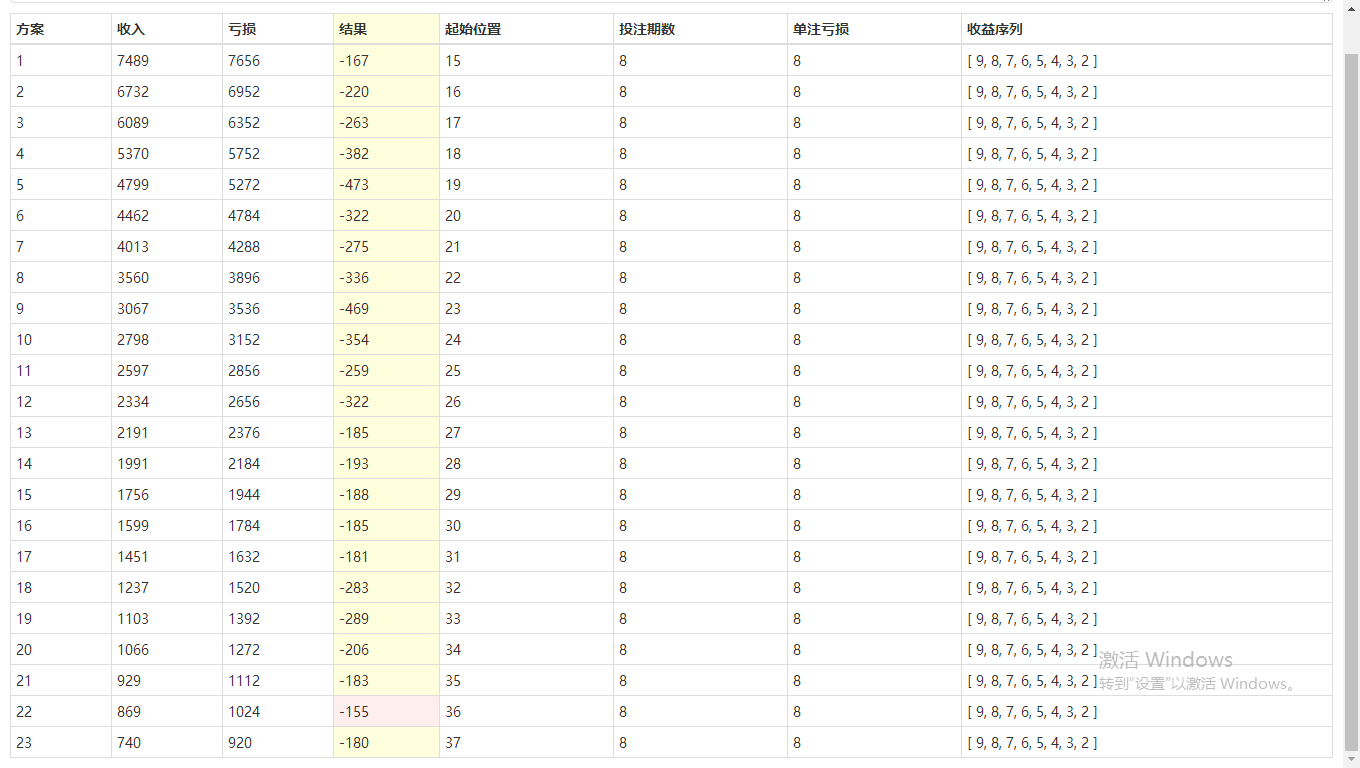 方案 收入 亏损 结果 起始位置 投注期数 单注亏损 收益序列
1 7489 7656 -167 15 8 8 [ 9, 8, 7, 6, 5, 4, 3, 2 ]
2 6732 6952 -220 16 8 8 [ 9, 8, 7, 6, 5, 4, 3, 2 ]
3 6089 6352 -263 17 8 8 [ 9, 8, 7, 6, 5, 4, 3, 2 ]
4 5370 5752 -382 18 8 8 [ 9, 8, 7, 6, 5, 4, 3, 2 ]
5 4799 5272 -473 19 8 8 [ 9, 8, 7, 6, 5, 4, 3, 2 ]
6 4462 4784 -322 20 8 8 [ 9, 8, 7, 6, 5, 4, 3, 2 ]
7 4013 4288 -275 21 8 8 [ 9, 8, 7, 6, 5, 4, 3, 2 ]
8 3560 3896 -336 22 8 8 [ 9, 8, 7, 6, 5, 4, 3, 2 ]
9 3067 3536 -469 23 8 8 [ 9, 8, 7, 6, 5, 4, 3, 2 ]
10 2798 3152 -354 24 8 8 [ 9, 8, 7, 6, 5, 4, 3, 2 ]
11 2597 2856 -259 25 8 8 [ 9, 8, 7, 6, 5, 4, 3, 2 ]
12 2334 2656 -322 26 8 8 [ 9, 8, 7, 6, 5, 4, 3, 2 ]
13 2191 2376 -185 27 8 8 [ 9, 8, 7, 6, 5, 4, 3, 2 ]
14 1991 2184 -193 28 8 8 [ 9, 8, 7, 6, 5, 4, 3, 2 ]
15 1756 1944 -188 29 8 8 [ 9, 8, 7, 6, 5, 4, 3, 2 ]
16 1599 1784 -185 30 8 8 [ 9, 8, 7, 6, 5, 4, 3, 2 ]
17 1451 1632 -181 31 8 8 [ 9, 8, 7, 6, 5, 4, 3, 2 ]
18 1237 1520 -283 32 8 8 [ 9, 8, 7, 6, 5, 4, 3, 2 ]
19 1103 1392 -289 33 8 8 [ 9, 8, 7, 6, 5, 4, 3, 2 ]
20 1066 1272 -206 34 8 8 [ 9, 8, 7, 6, 5, 4, 3, 2 ]
21 929 1112 -183 35 8 8 [ 9, 8, 7, 6, 5, 4, 3, 2 ]
22 869 1024 -155 36 8 8 [ 9, 8, 7, 6, 5, 4, 3, 2 ]
23 740 920 -180 37 8 8 [ 9, 8, 7, 6, 5, 4, 3, 2 ]
激活 Windows
转到“设置”以激活 Windows。